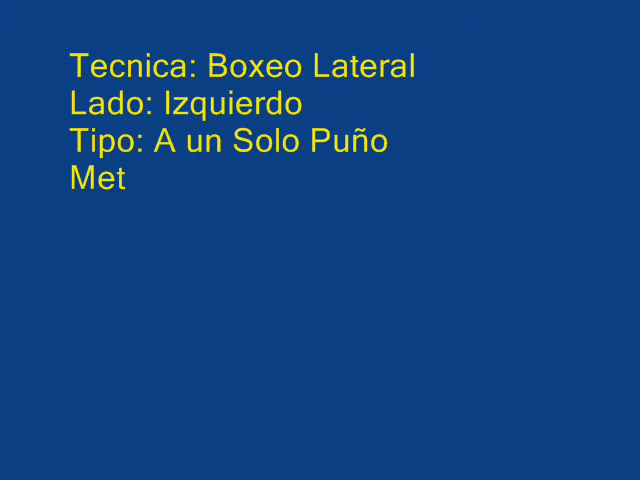 Tecnica: Boxeo Lateral
Lado: Izquierdo
Tipo: A un Solo Puño
Met